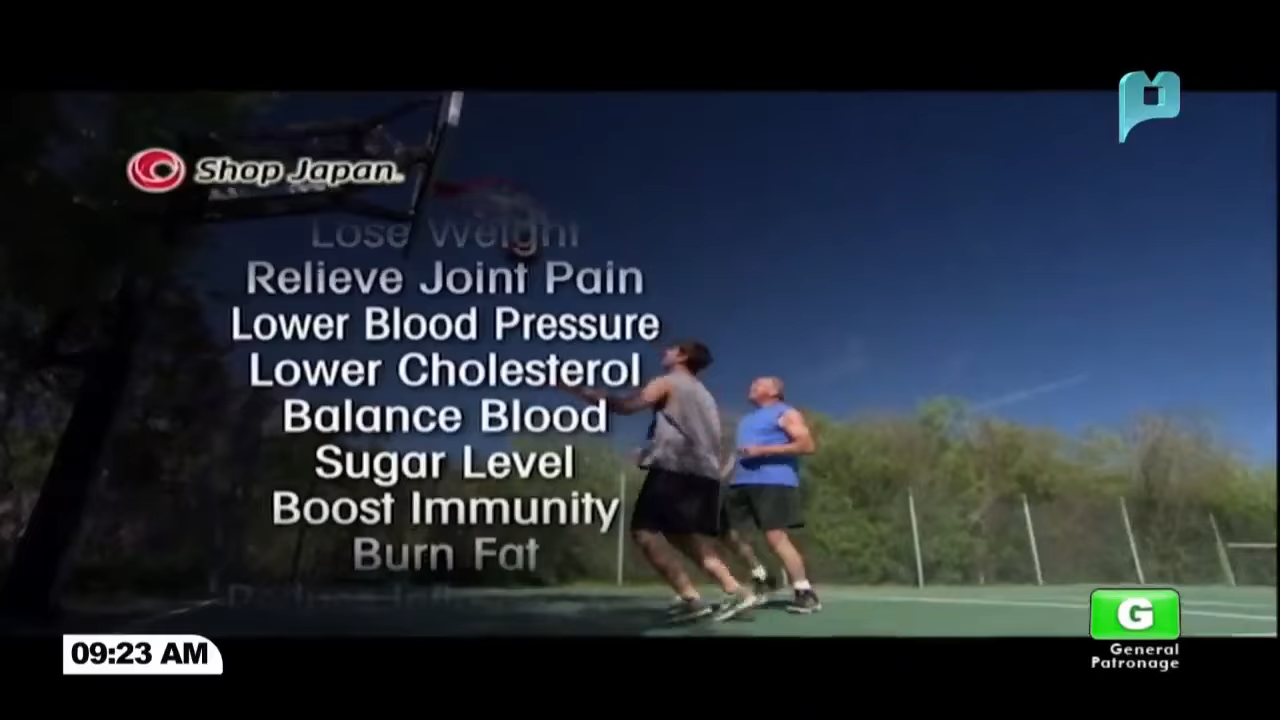 Shop Japan.
Lose Weight
Relieve Joint Pain
Lower Blood Pressure
Lower Cholesterol
Balance Blood
Sugar Level
Boost Immunity
Burn Fat
09:23 AM
G
General
Patronage